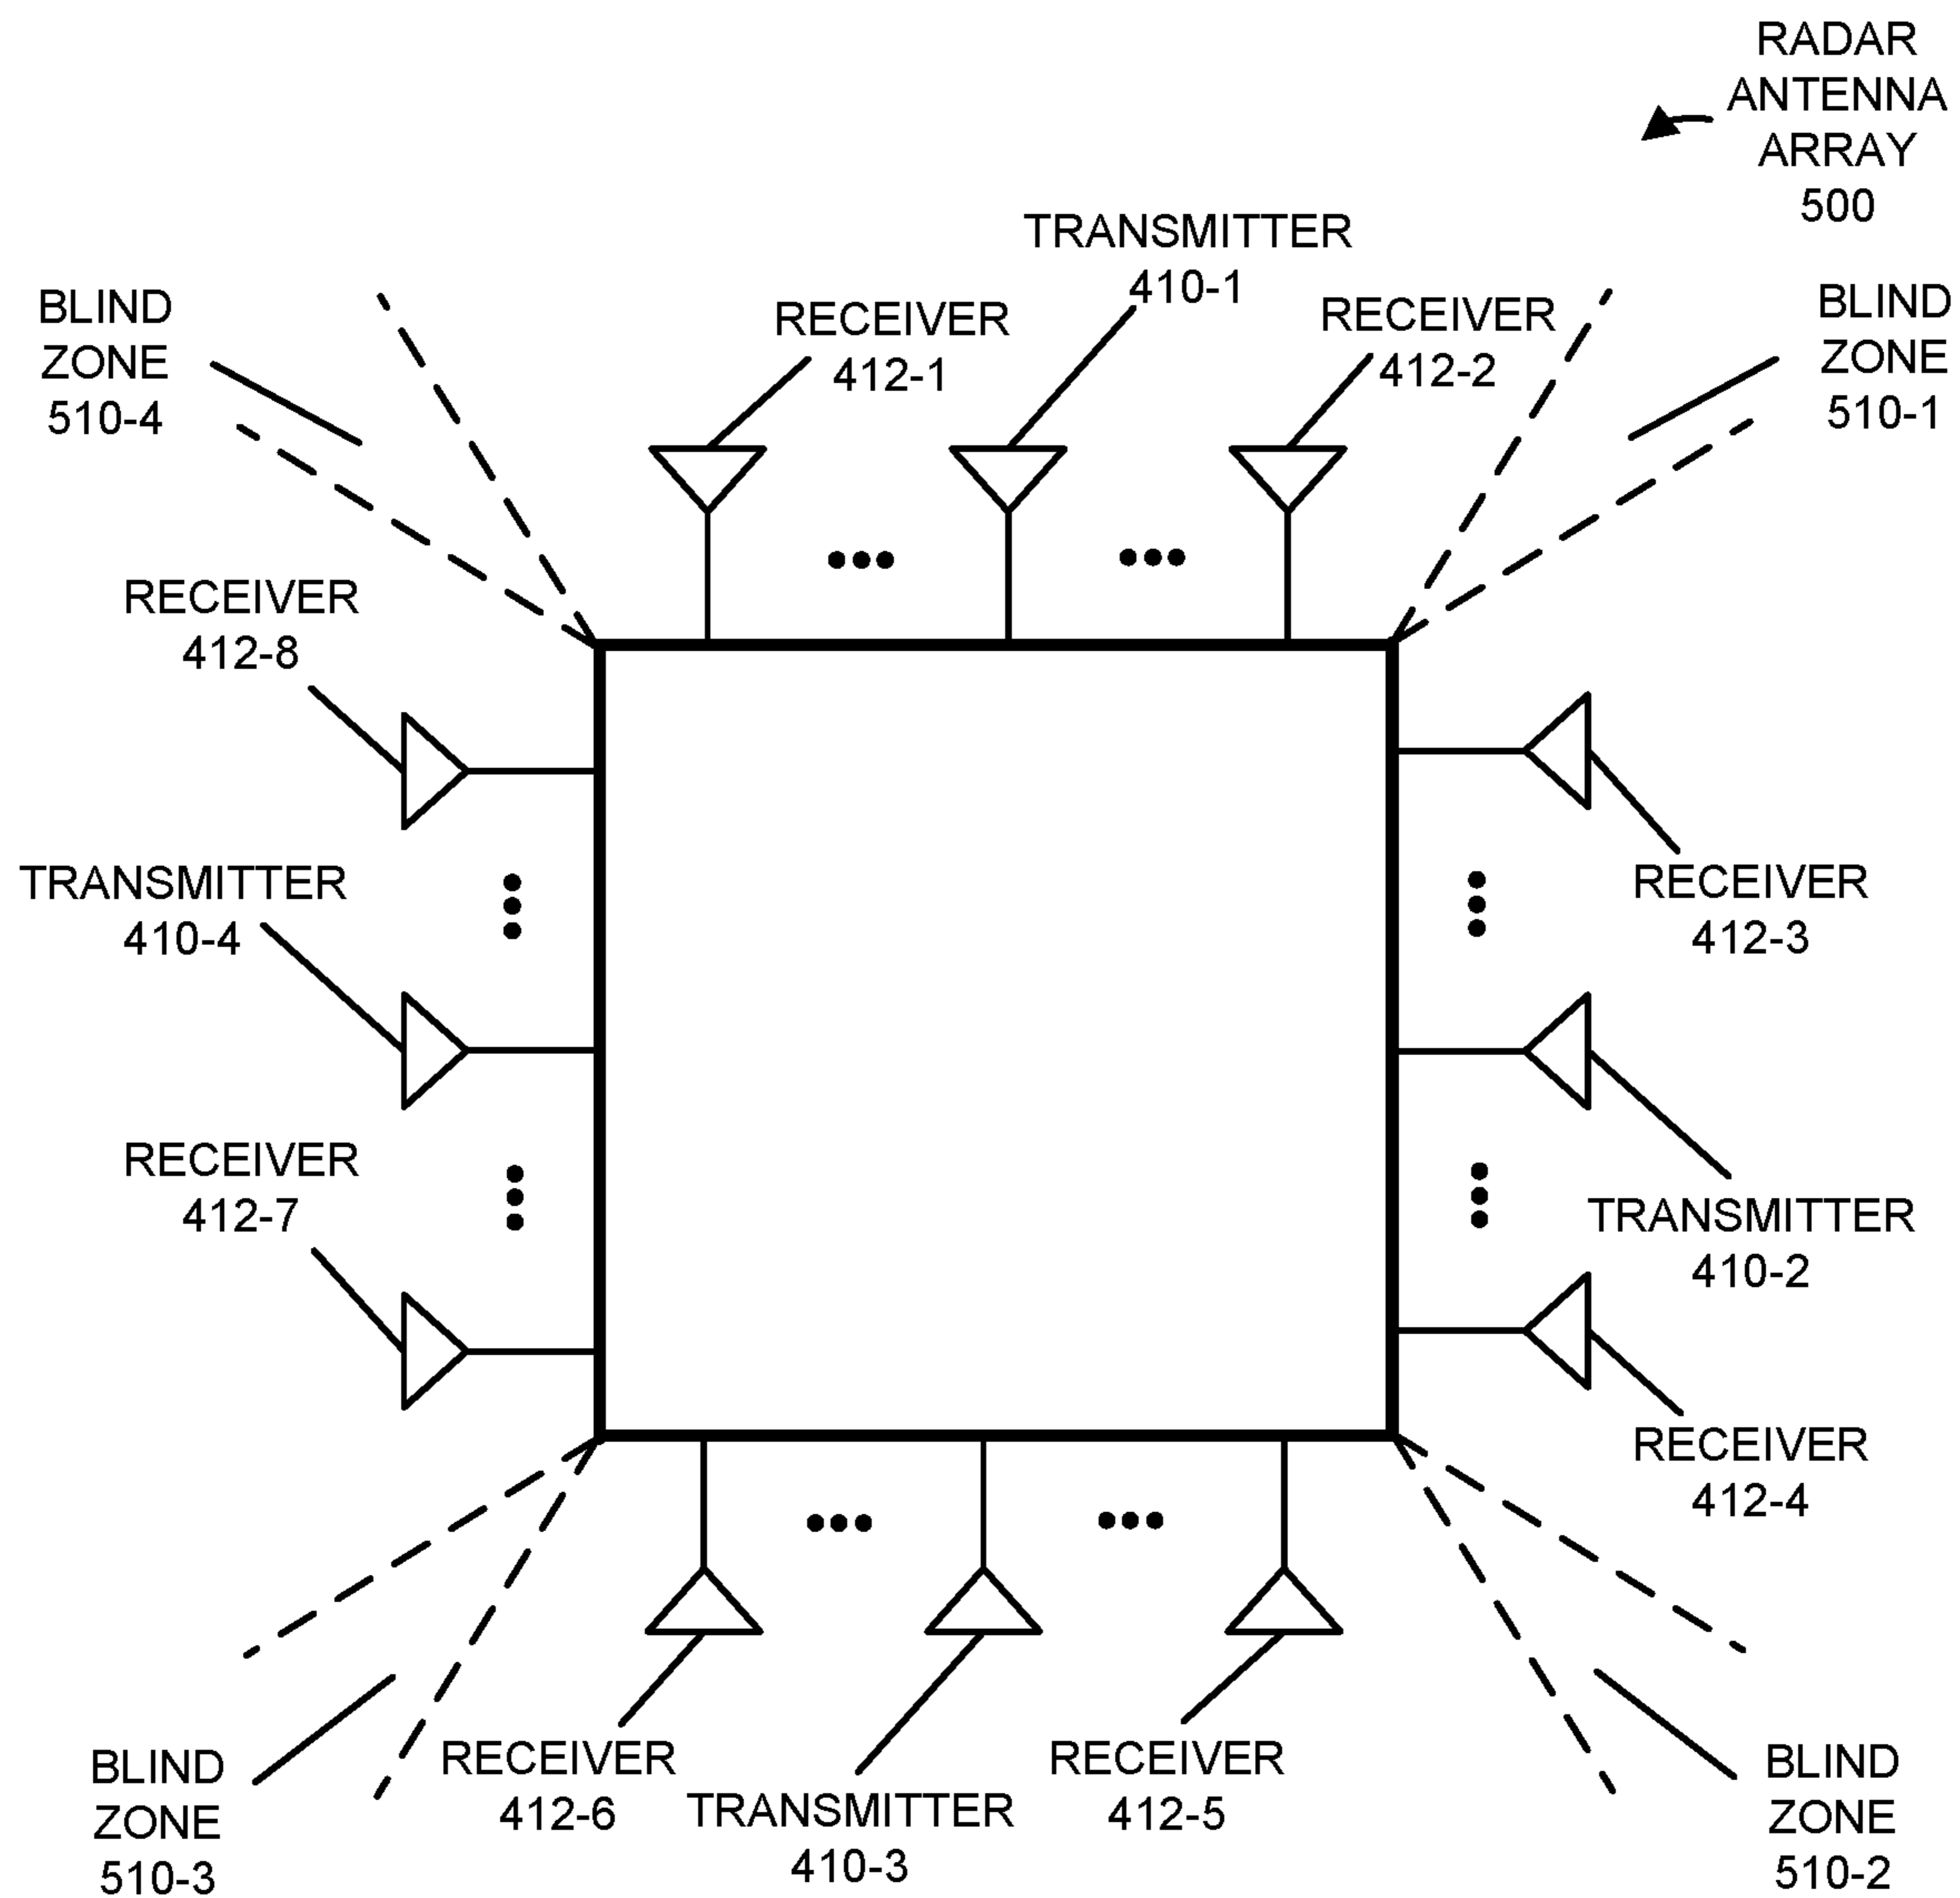 RADAR
ANTENNA
ARRAY
500
TRANSMITTER
410-1
BLIND
ZONE
510-4
RECEIVER
412-1
RECEIVER
412-2
BLIND
ZONE
510-1
RECEIVER
412-8
TRANSMITTER
410-4
RECEIVER
412-3
RECEIVER
412-7
TRANSMITTER
410-2
RECEIVER
412-4
BLIND
ZONE
510-3
RECEIVER
412-6
TRANSMITTER
410-3
RECEIVER
412-5
BLIND
ZONE
510-2